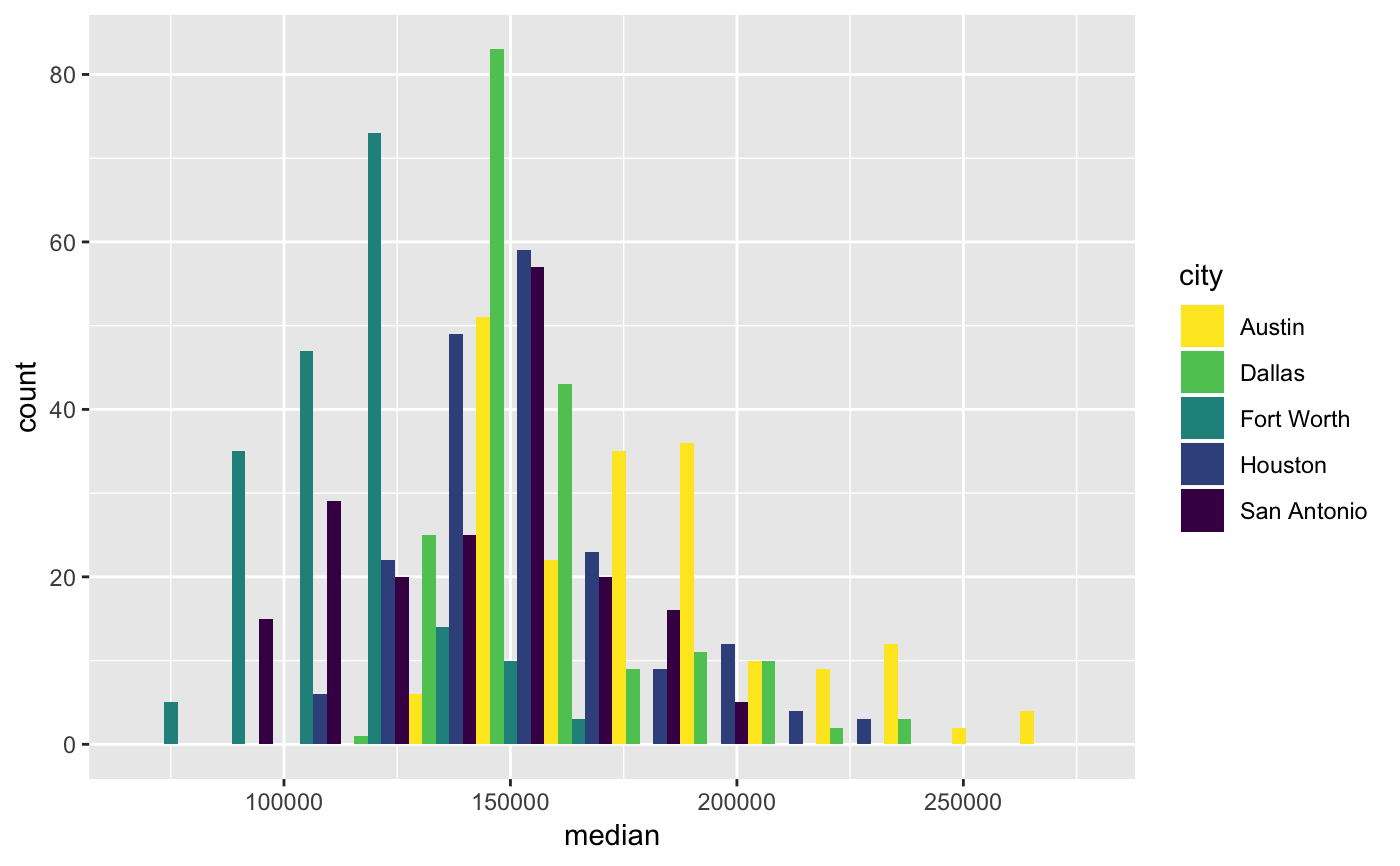 80
60
40
20
0
count
100000
150000
200000
250000
median
city
Austin
Dallas
Fort Worth
Houston
San Antonio